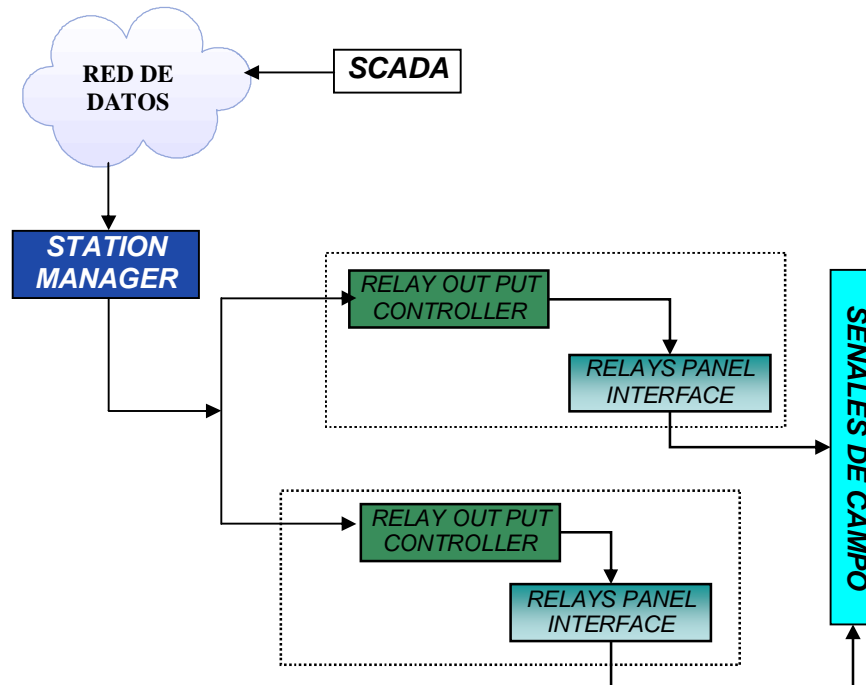 RED DE
DATOS
SCADA
STATION
MANAGER
RELAY OUT PUT
CONTROLLER
RELAYS PANEL
INTERFACE
SEÑALES DE CAMPO
RELAY OUT PUT
CONTROLLER
RELAYS PANEL
INTERFACE